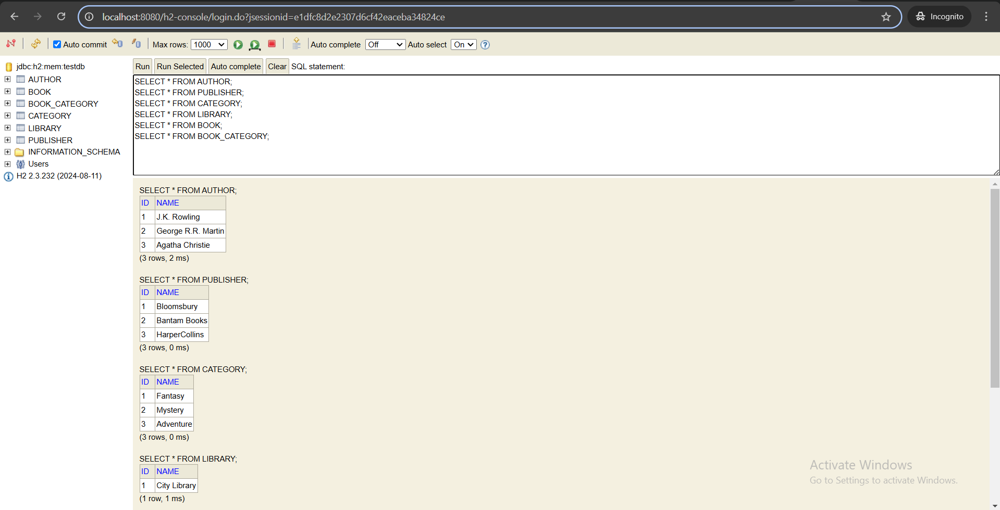 localhost:8080/h2-console/login.do?jsessionid=e1dfc8d2e2307d6cf42eaceba34824ce
Incognito
Auto commit Max rows: 1000 Auto complete Off Auto select On ?
jdbc:h2:mem:testdb
AUTHOR
BOOK
BOOK_CATEGORY
CATEGORY
LIBRARY
PUBLISHER
INFORMATION_SCHEMA
Users
H2 2.3.232 (2024-08-11)
Run Run Selected Auto complete Clear SQL statement:
SELECT * FROM AUTHOR;
SELECT * FROM PUBLISHER;
SELECT * FROM CATEGORY;
SELECT * FROM LIBRARY;
SELECT * FROM BOOK;
SELECT * FROM BOOK_CATEGORY;
SELECT * FROM AUTHOR;
ID NAME
1 J.K. Rowling
2 George R.R. Martin
3 Agatha Christie
(3 rows, 2 ms)
SELECT * FROM PUBLISHER;
ID NAME
1 Bloomsbury
2 Bantam Books
3 HarperCollins
(3 rows, 0 ms)
SELECT * FROM CATEGORY;
ID NAME
1 Fantasy
2 Mystery
3 Adventure
(3 rows, 0 ms)
SELECT * FROM LIBRARY;
ID NAME
1 City Library
(1 row, 1 ms)
Activate Windows
Go to Settings to activate Windows.